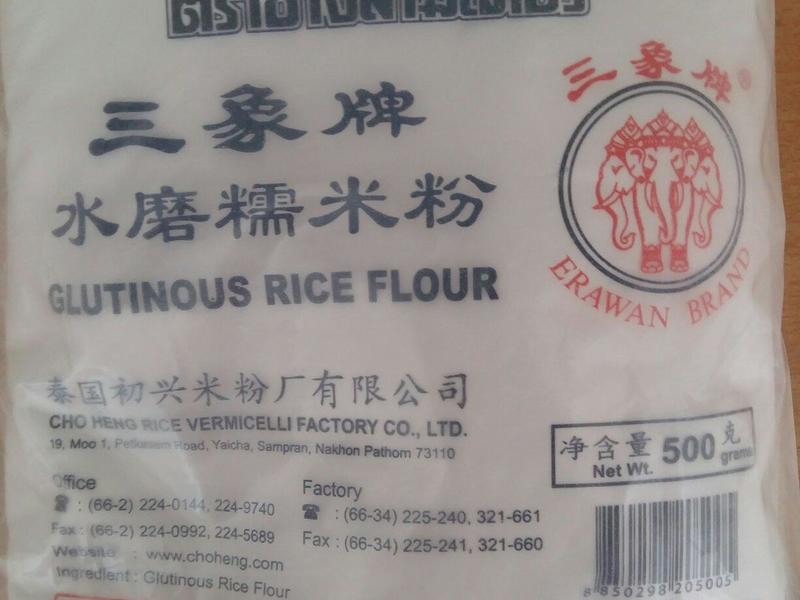 三象牌
水磨糯米粉
GLUTINOUS RICE FLOUR
三象牌®
ERAWAN BRAND
泰国初兴米粉厂有限公司
CHO HENG RICE VERMICELLI FACTORY CO., LTD.
19, Moo 1, Petkasem Road, Yaicha, Sampran, Nakhon Pathom 73110
净含量 500 克
Net Wt. grams
Office
☎ : (66-2) 224-0144, 224-9740
Fax : (66-2) 224-0992, 224-5689
Website : www.choheng.com
Ingredient : Glutinous Rice Flour
Factory
☎ : (66-34) 225-240, 321-661
Fax : (66-34) 225-241, 321-660
8 850298 205005